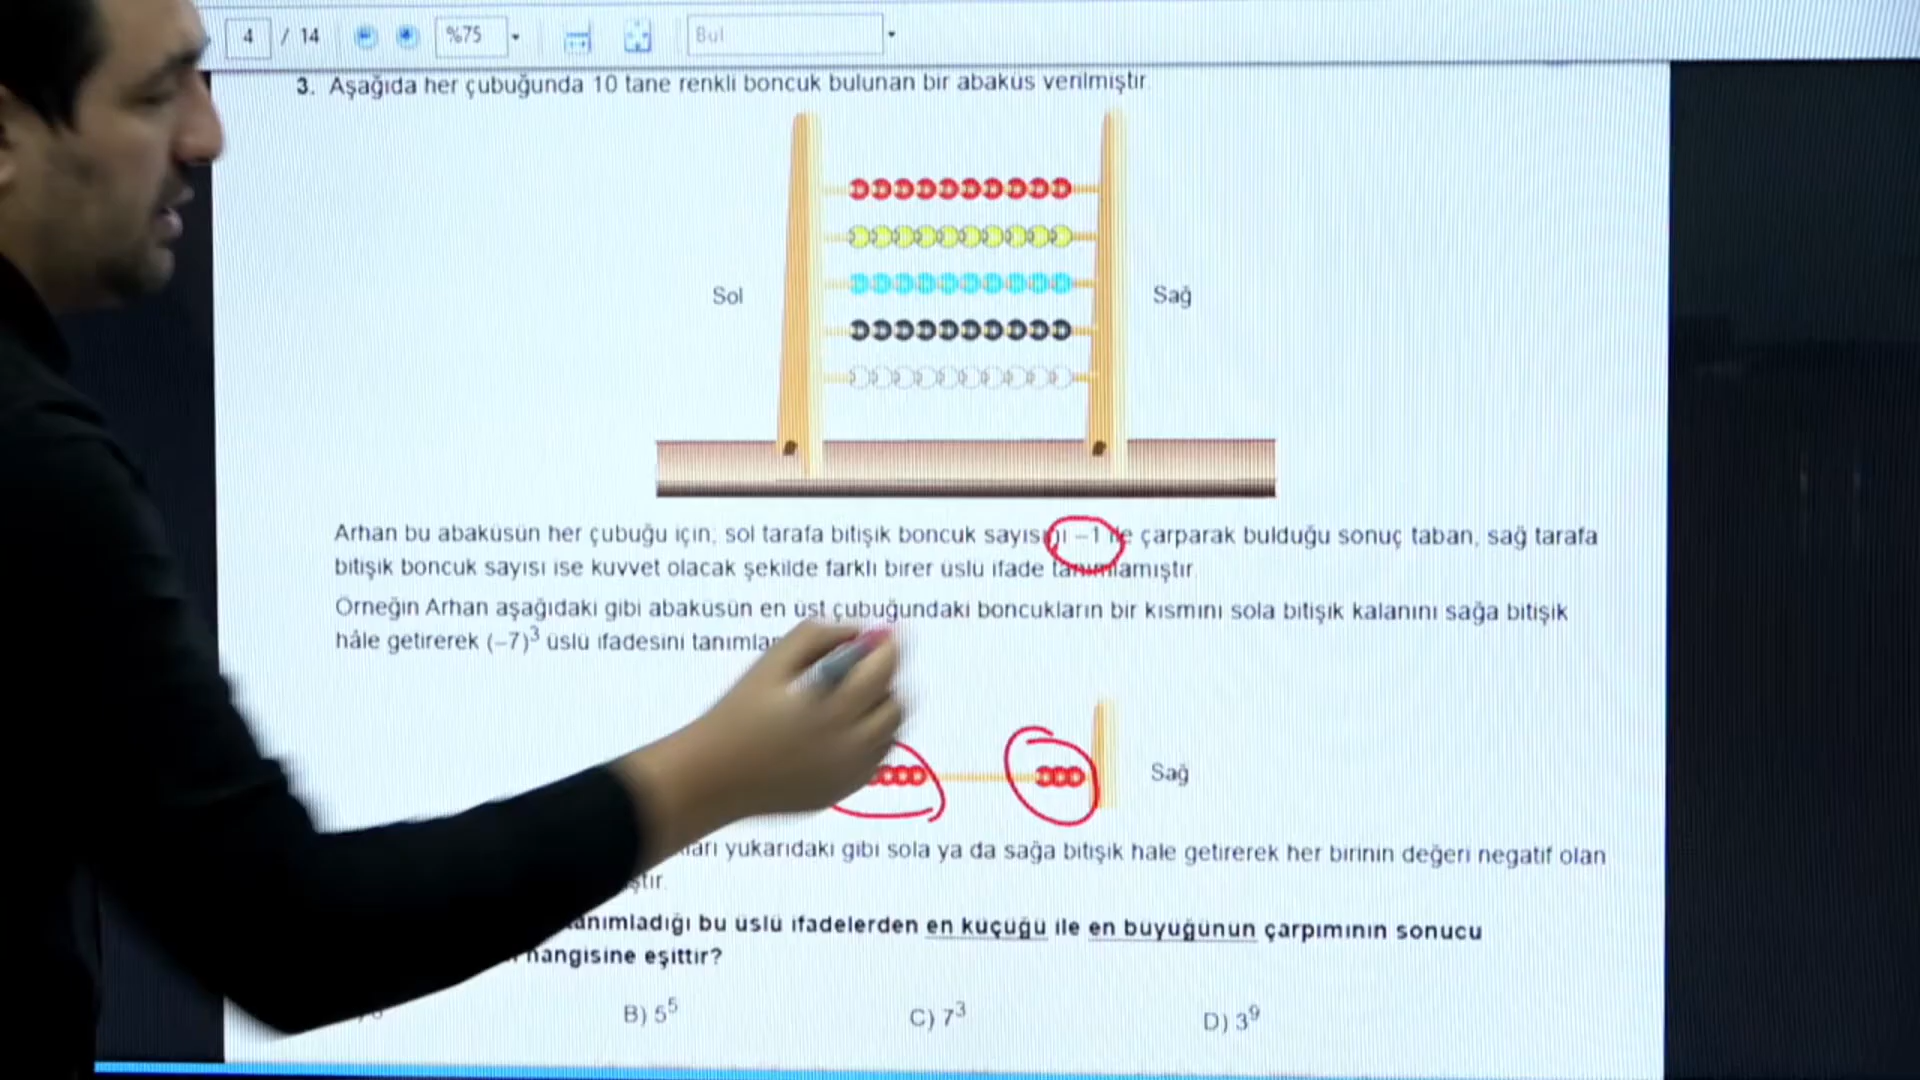 4 / 14 %75 Bul
3. Aşağıda her çubuğunda 10 tane renkli boncuk bulunan bir abaküs verilmiştir.
Sol
Sağ
Arhan bu abaküsün her çubuğu için; sol tarafa bitişik boncuk sayısını –1 ile çarparak bulduğu sonuç taban, sağ tarafa
bitişik boncuk sayısı ise kuvvet olacak şekilde farklı birer üslü ifade tanımlamıştır.
Örneğin Arhan aşağıdaki gibi abaküsün en üst çubuğundaki boncukların bir kısmını sola bitişik kalanını sağa bitişik
hâle getirerek (–7)³ üslü ifadesini
Sağ
yukarıdaki gibi sola ya da sağa bitişik hale getirerek her birinin değeri negatif olan
bu üslü ifadelerden en küçüğü ile en büyüğünün çarpımının sonucu
hangisine eşittir?
B) 5⁵
C) 7³
D) 3⁹